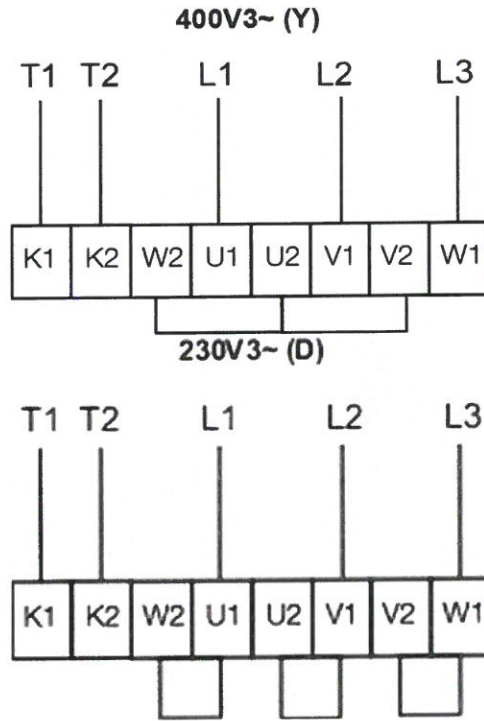 400V3~ (Y)
T1 T2 L1 L2 L3
K1 K2 W2 U1 U2 V1 V2 W1
230V3~ (D)
T1 T2 L1 L2 L3
K1 K2 W2 U1 U2 V1 V2 W1